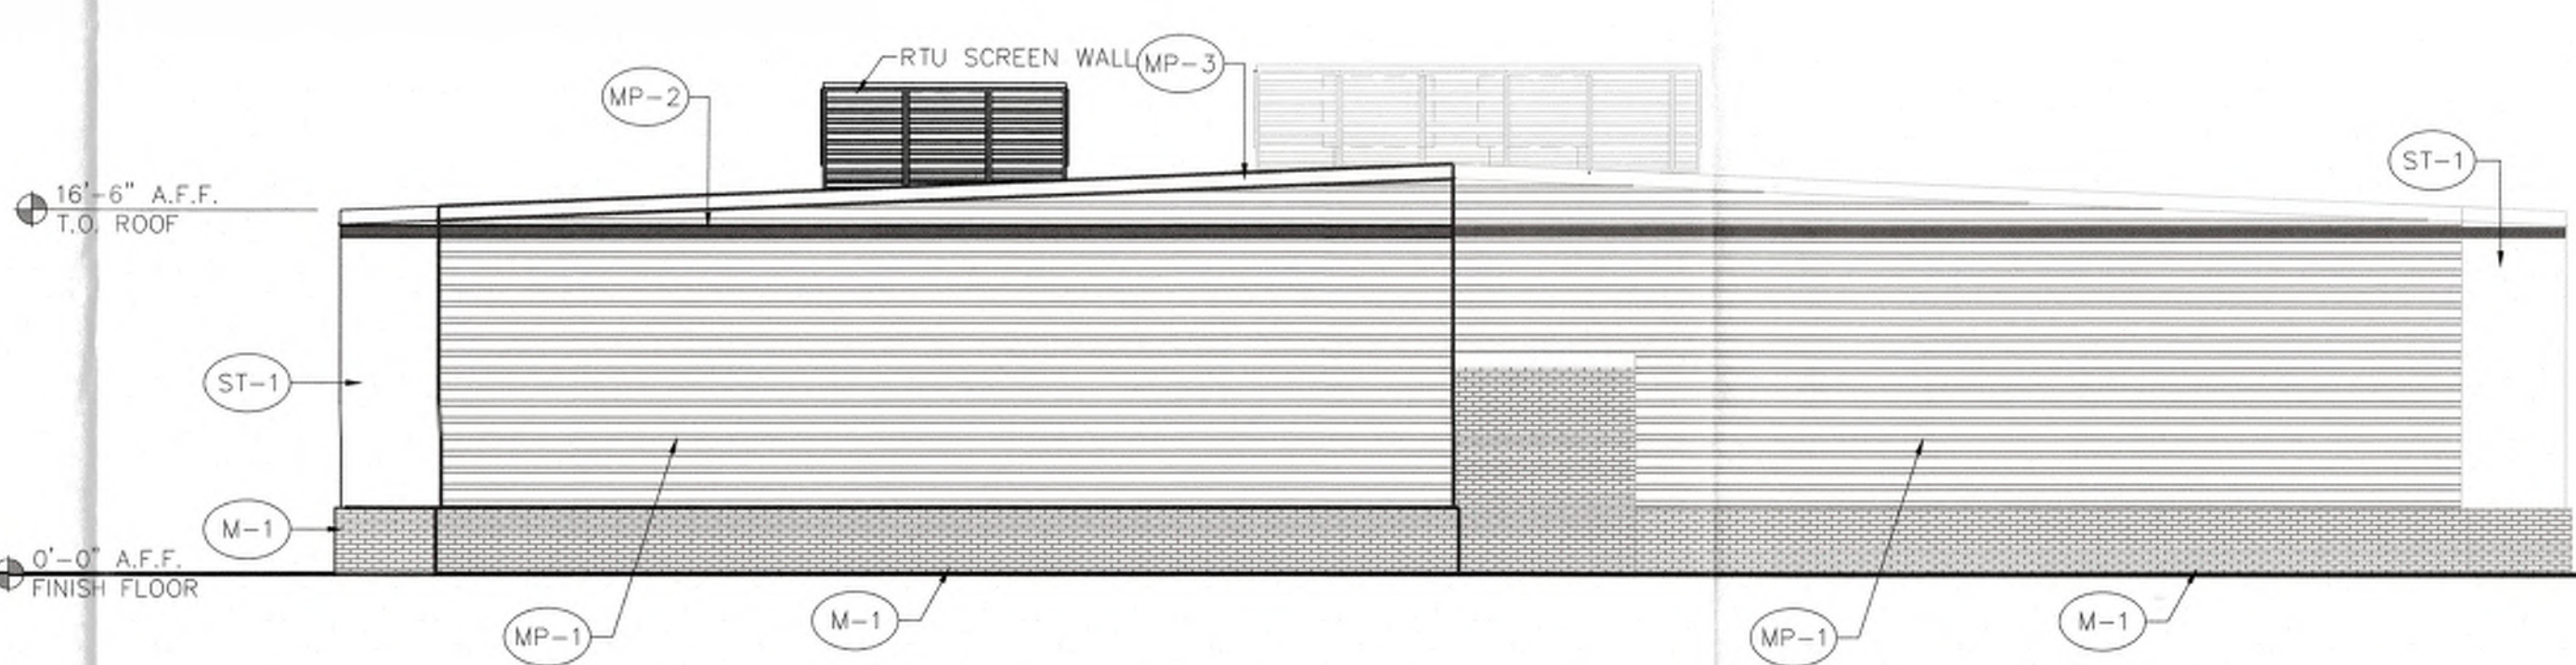 RTU SCREEN WALL
MP-3
MP-2
ST-1
16'-6" A.F.F.
T.O. ROOF
ST-1
M-1
0'-0" A.F.F.
FINISH FLOOR
MP-1
M-1
MP-1
M-1